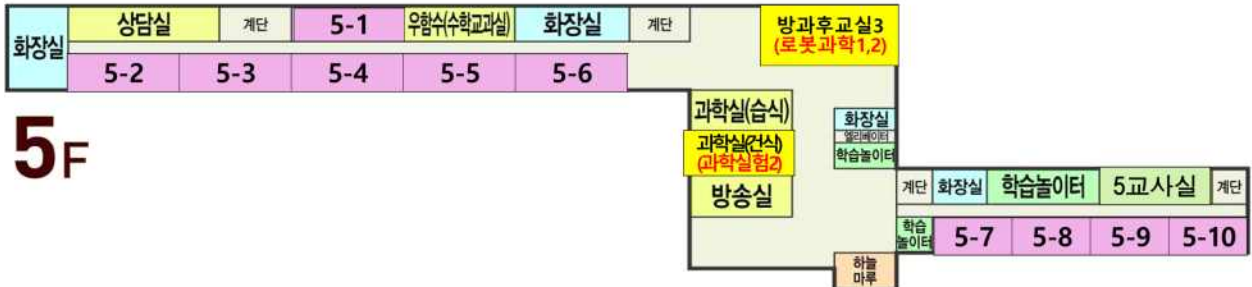 화장실
상담실
계단
5-1
우함수(수학교과실)
화장실
계단
방과후교실3
(로봇과학1,2)
5-2
5-3
5-4
5-5
5-6
5F
과학실(습식)
과학실(건식)
(과학실험2)
방송실
화장실
엘리베이터
학습놀이터
계단
화장실
학습놀이터
5교사실
계단
학습
놀이터
5-7
5-8
5-9
5-10
하늘
마루